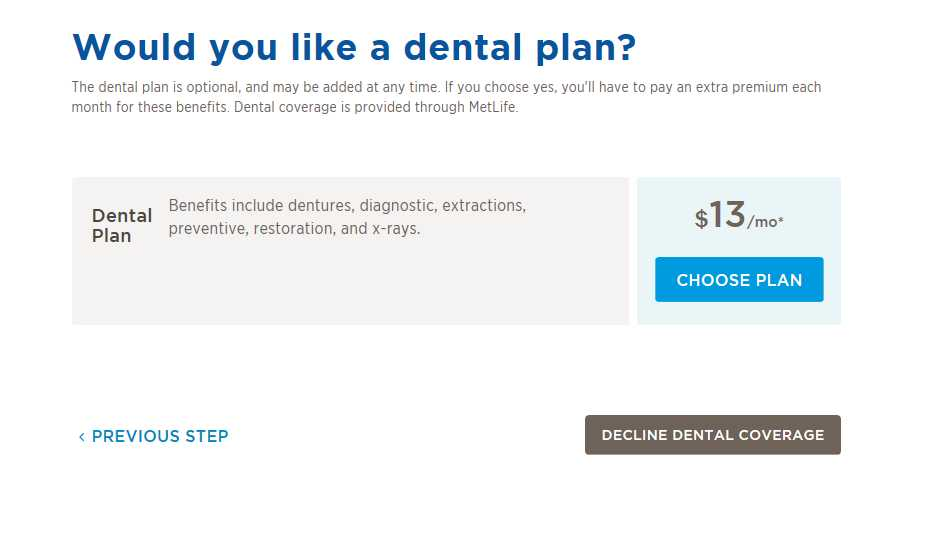 Would you like a dental plan?
The dental plan is optional, and may be added at any time. If you choose yes, you'll have to pay an extra premium each
month for these benefits. Dental coverage is provided through MetLife.
Dental
Plan
Benefits include dentures, diagnostic, extractions,
preventive, restoration, and x-rays.
$13/mo*
CHOOSE PLAN
< PREVIOUS STEP
DECLINE DENTAL COVERAGE